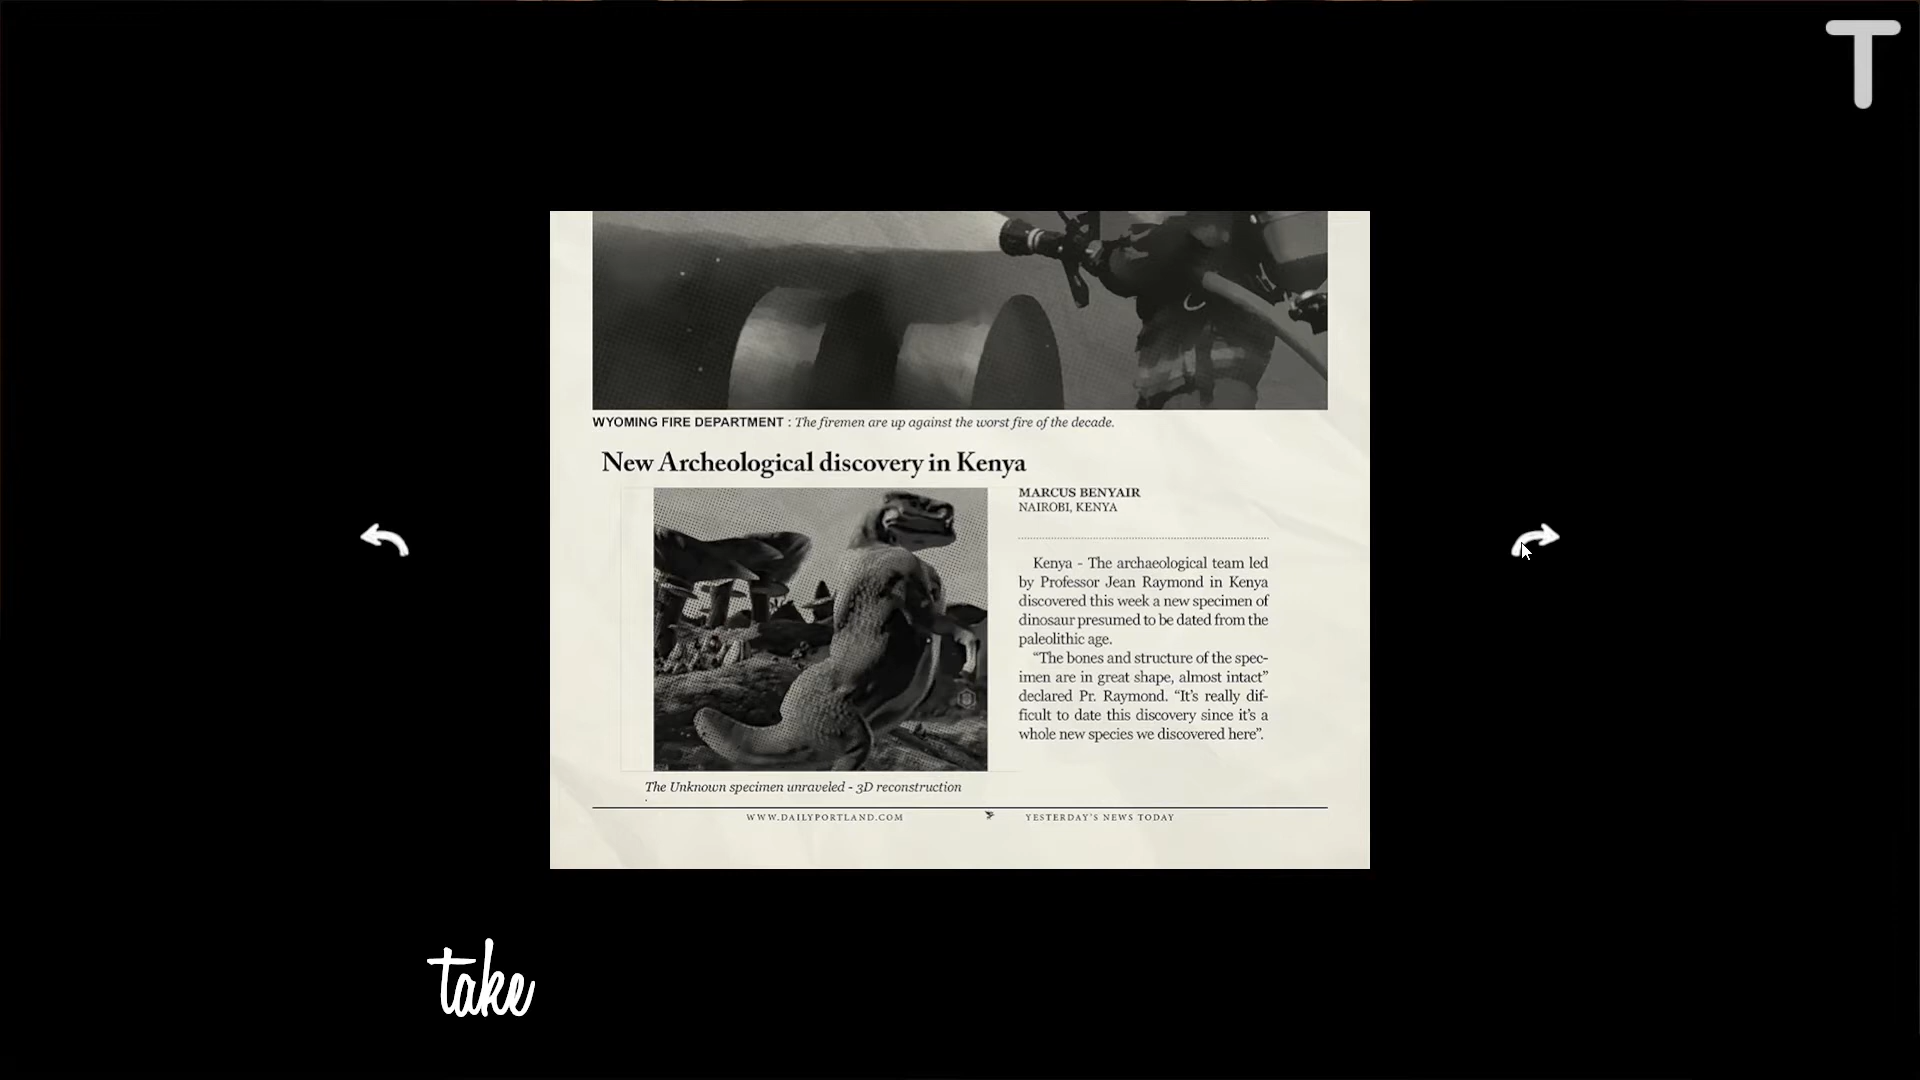 T
WYOMING FIRE DEPARTMENT : The firemen are up against the worst fire of the decade.
New Archeological discovery in Kenya
MARCUS BENYAIR
NAIROBI, KENYA
Kenya - The archaeological team led
by Professor Jean Raymond in Kenya
discovered this week a new specimen of
dinosaur presumed to be dated from the
paleolithic age.
“The bones and structure of the spec-
imen are in great shape, almost intact”
declared Pr. Raymond. “It’s really dif-
ficult to date this discovery since it’s a
whole new species we discovered here”.
The Unknown specimen unraveled - 3D reconstruction
.
WWW.DAILYPORTLAND.COM YESTERDAY’S NEWS TODAY
take